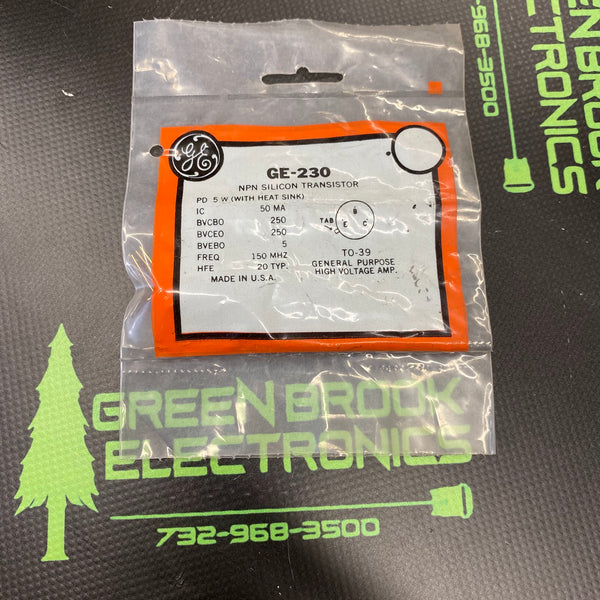 GE
GE-230
NPN SILICON TRANSISTOR
PD 5 W (WITH HEAT SINK)
IC 50 MA
BVCBO 250
BVCEO 250
BVEBO 5
FREQ 150 MHZ
HFE 20 TYP.
MADE IN U.S.A.
B
TAB E C
TO-39
GENERAL PURPOSE
HIGH VOLTAGE AMP.
GREEN BROOK
ELECTRONICS
732-968-3500
-968-3500
BROOK
ONICS